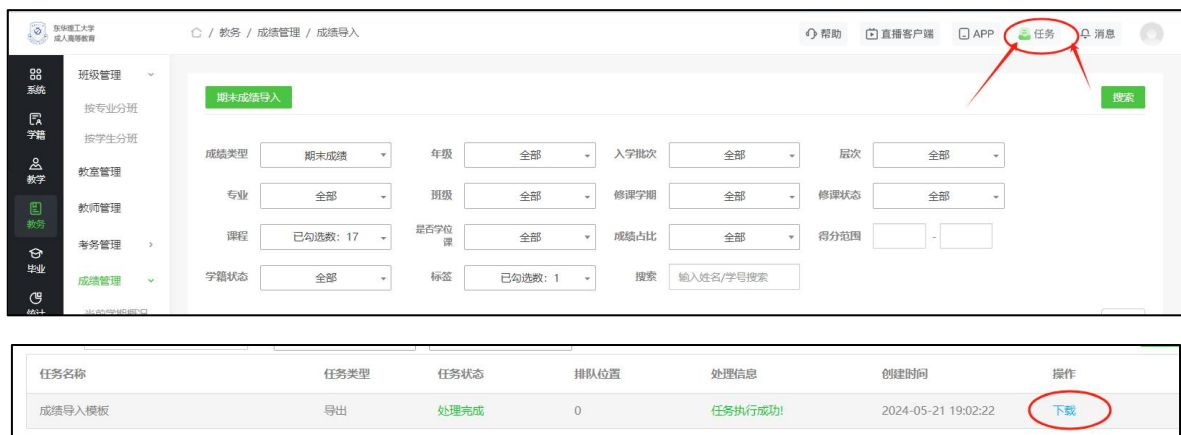 东华理工大学
成人高等教育
/ 教务 / 成绩管理 / 成绩导入
帮助 直播客户端 APP 任务 消息
系统
学籍
教学
教务
毕业
统计
班级管理
按专业分班
按学生分班
教室管理
教师管理
考务管理
成绩管理
当前学期概况
期末成绩导入 搜索
成绩类型 期末成绩 年级 全部 入学批次 全部 层次 全部
专业 全部 班级 全部 修课学期 全部 修课状态 全部
课程 已勾选数：17 是否学位课 全部 成绩占比 全部 得分范围 -
学籍状态 全部 标签 已勾选数：1 搜索 输入姓名/学号搜索
任务名称 任务类型 任务状态 排队位置 处理信息 创建时间 操作
成绩导入模板 导出 处理完成 0 任务执行成功! 2024-05-21 19:02:22 下载